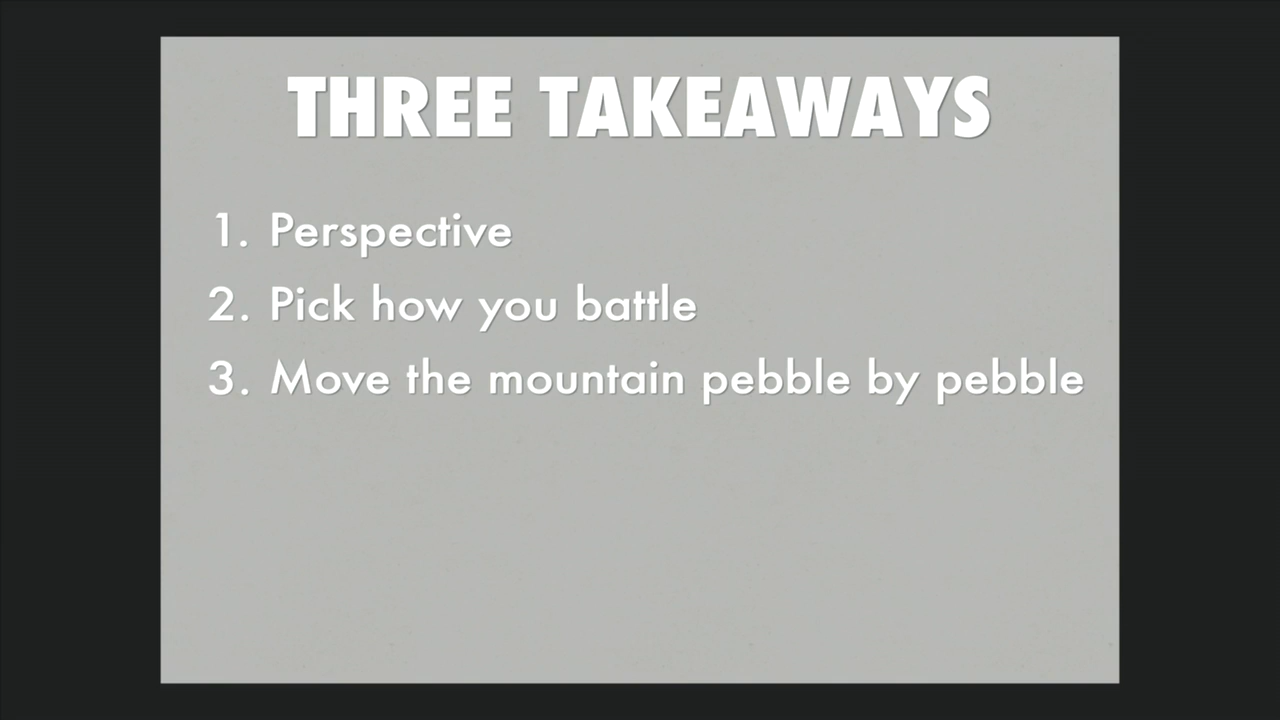 THREE TAKEAWAYS
1. Perspective
2. Pick how you battle
3. Move the mountain pebble by pebble